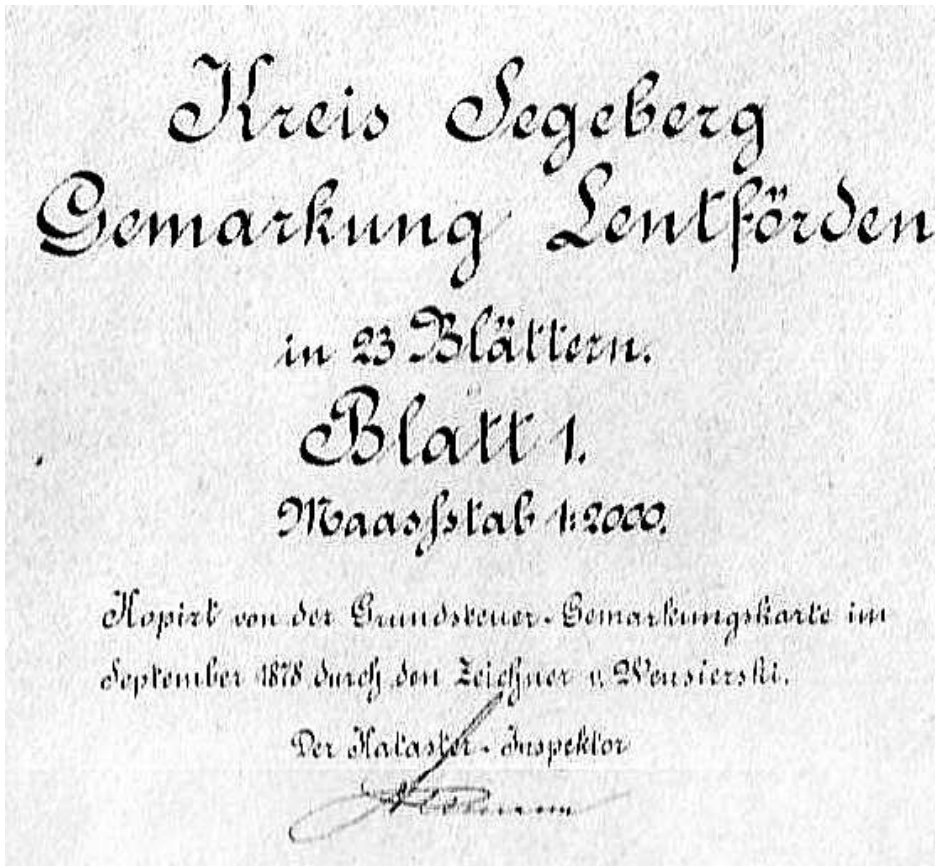 Kreis Segeberg
Gemarkung Lentförden
in 23 Blättern.
Blatt 1.
Maassstab 1:2000.
Kopirt von der Grundsteuer-Gemarkungskarte im
September 1878 durch den Zeichner v. Wensierski.
Der Kataster-Inspektor